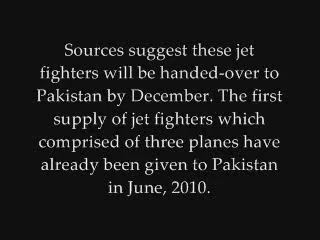 Sources suggest these jet
fighters will be handed-over to
Pakistan by December. The first
supply of jet fighters which
comprised of three planes have
already been given to Pakistan
in June, 2010.